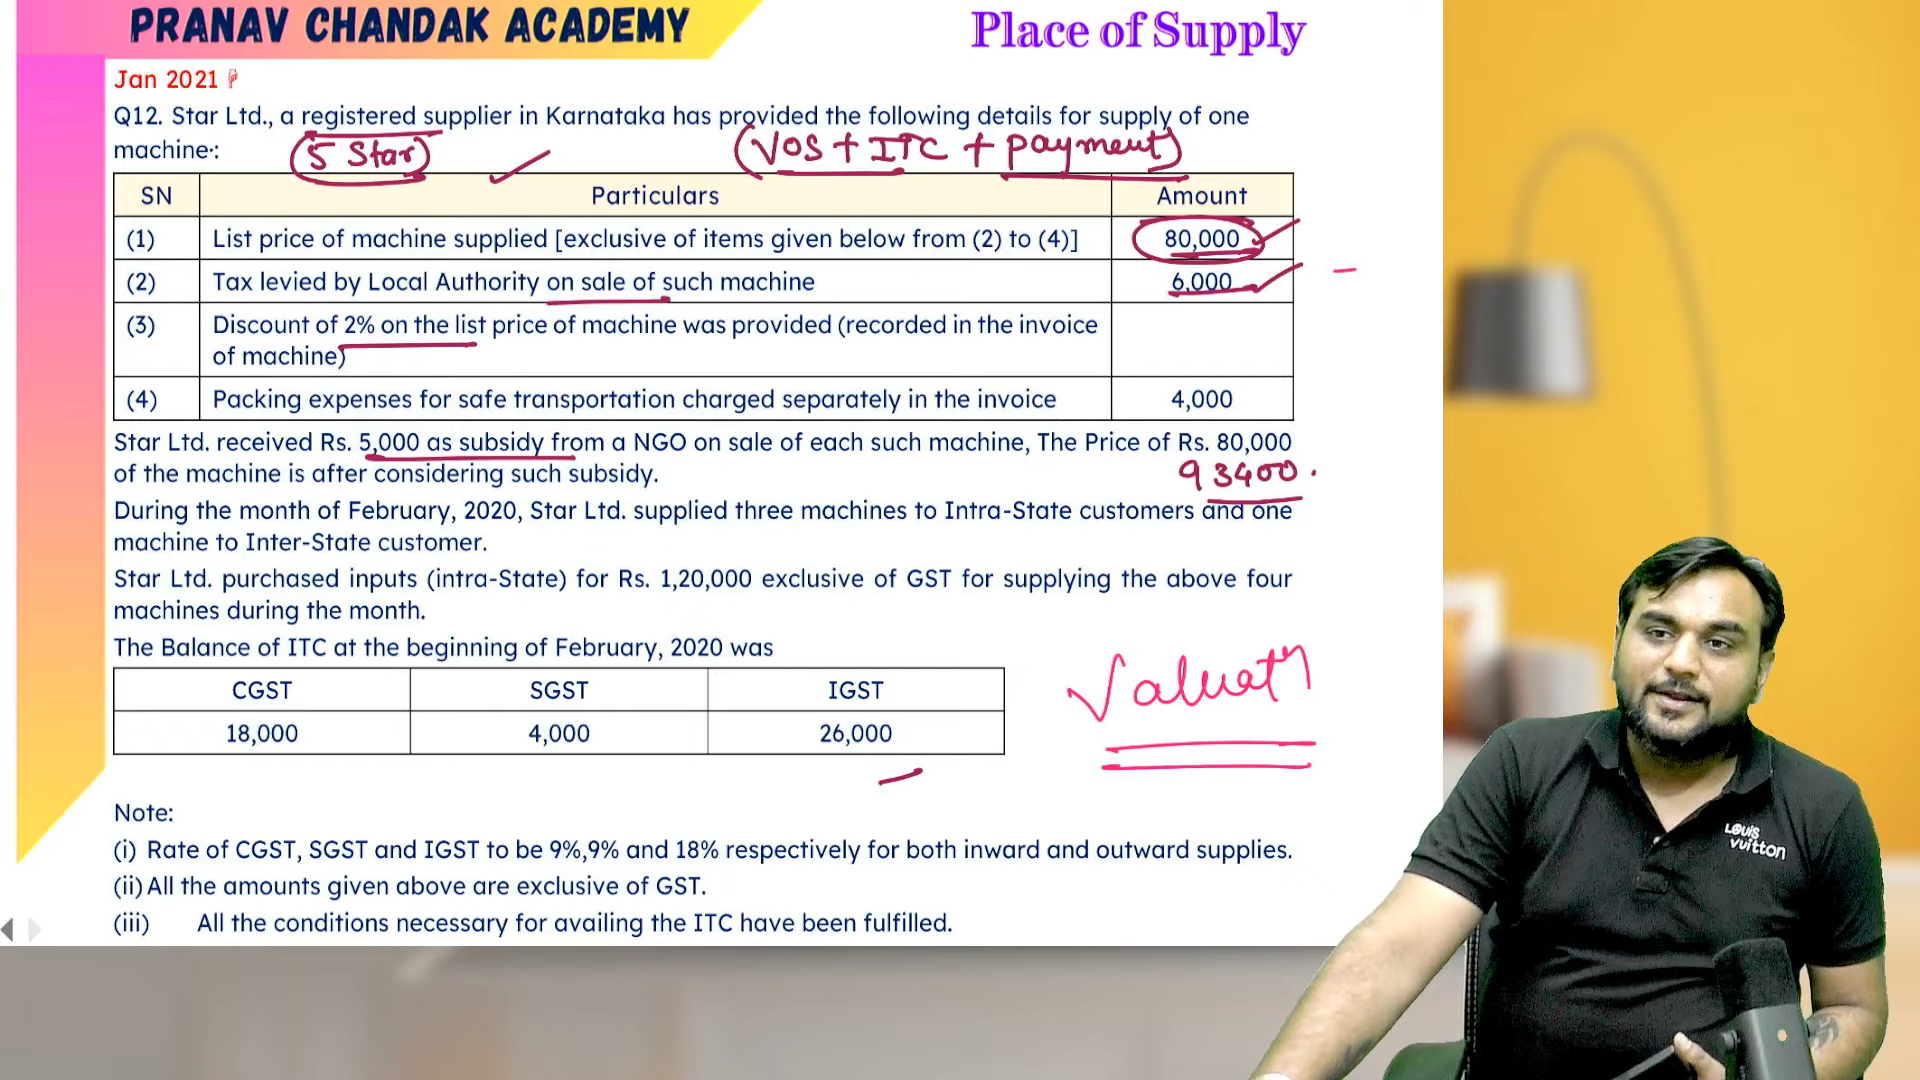 PRANAV CHANDAK ACADEMY
Place of Supply
Jan 2021
Q12. Star Ltd., a registered supplier in Karnataka has provided the following details for supply of one
machine:
(5 Star)
(VOS + ITC + payment)
SN Particulars Amount
(1) List price of machine supplied [exclusive of items given below from (2) to (4)] 80,000
(2) Tax levied by Local Authority on sale of such machine 6,000
(3) Discount of 2% on the list price of machine was provided (recorded in the invoice
of machine)
(4) Packing expenses for safe transportation charged separately in the invoice 4,000
Star Ltd. received Rs. 5,000 as subsidy from a NGO on sale of each such machine, The Price of Rs. 80,000
of the machine is after considering such subsidy.
93400
During the month of February, 2020, Star Ltd. supplied three machines to Intra-State customers and one
machine to Inter-State customer.
Star Ltd. purchased inputs (intra-State) for Rs. 1,20,000 exclusive of GST for supplying the above four
machines during the month.
The Balance of ITC at the beginning of February, 2020 was
CGST SGST IGST
18,000 4,000 26,000
Note:
(i) Rate of CGST, SGST and IGST to be 9%,9% and 18% respectively for both inward and outward supplies.
(ii) All the amounts given above are exclusive of GST.
(iii) All the conditions necessary for availing the ITC have been fulfilled.
Louis
vuitton